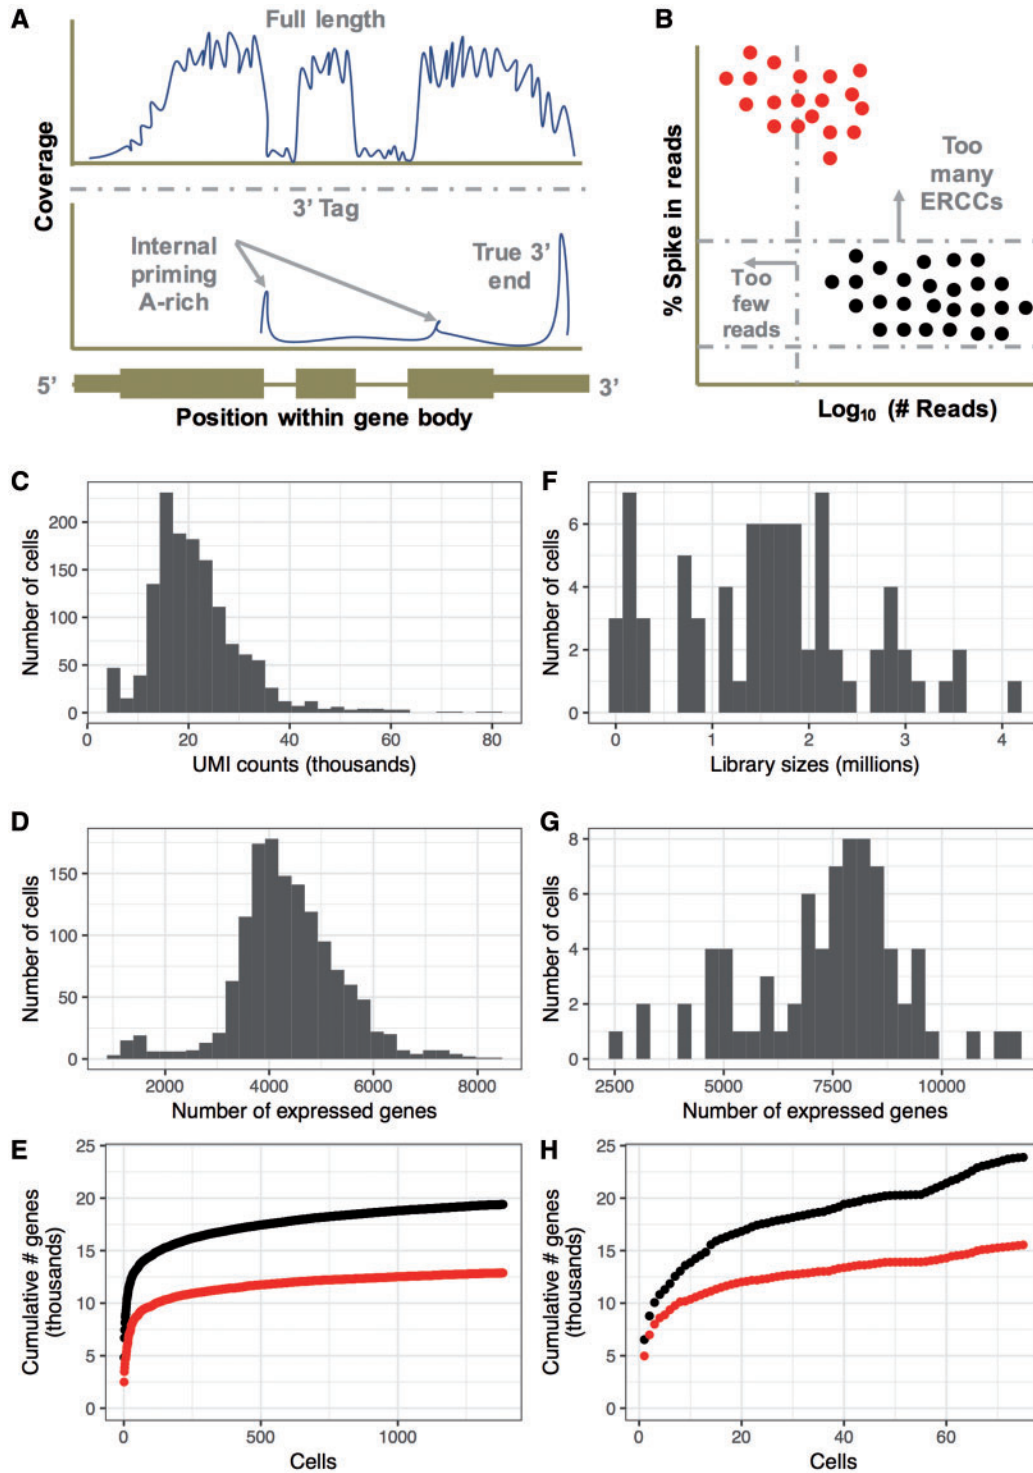 A
Full length
Coverage
3' Tag
Internal
priming
A-rich
True 3'
end
5'
3'
Position within gene body
B
% Spike in reads
Too
many
ERCCs
Too
few
reads
Log₁₀ (# Reads)
C
Number of cells
200
150
100
50
0
0 20 40 60 80
UMI counts (thousands)
F
Number of cells
6
4
2
0
0 1 2 3 4
Library sizes (millions)
D
Number of cells
150
100
50
0
2000 4000 6000 8000
Number of expressed genes
G
Number of cells
8
6
4
2
0
2500 5000 7500 10000
Number of expressed genes
E
Cumulative # genes
(thousands)
25
20
15
10
5
0
0 500 1000
Cells
H
Cumulative # genes
(thousands)
25
20
15
10
5
0
0 20 40 60
Cells